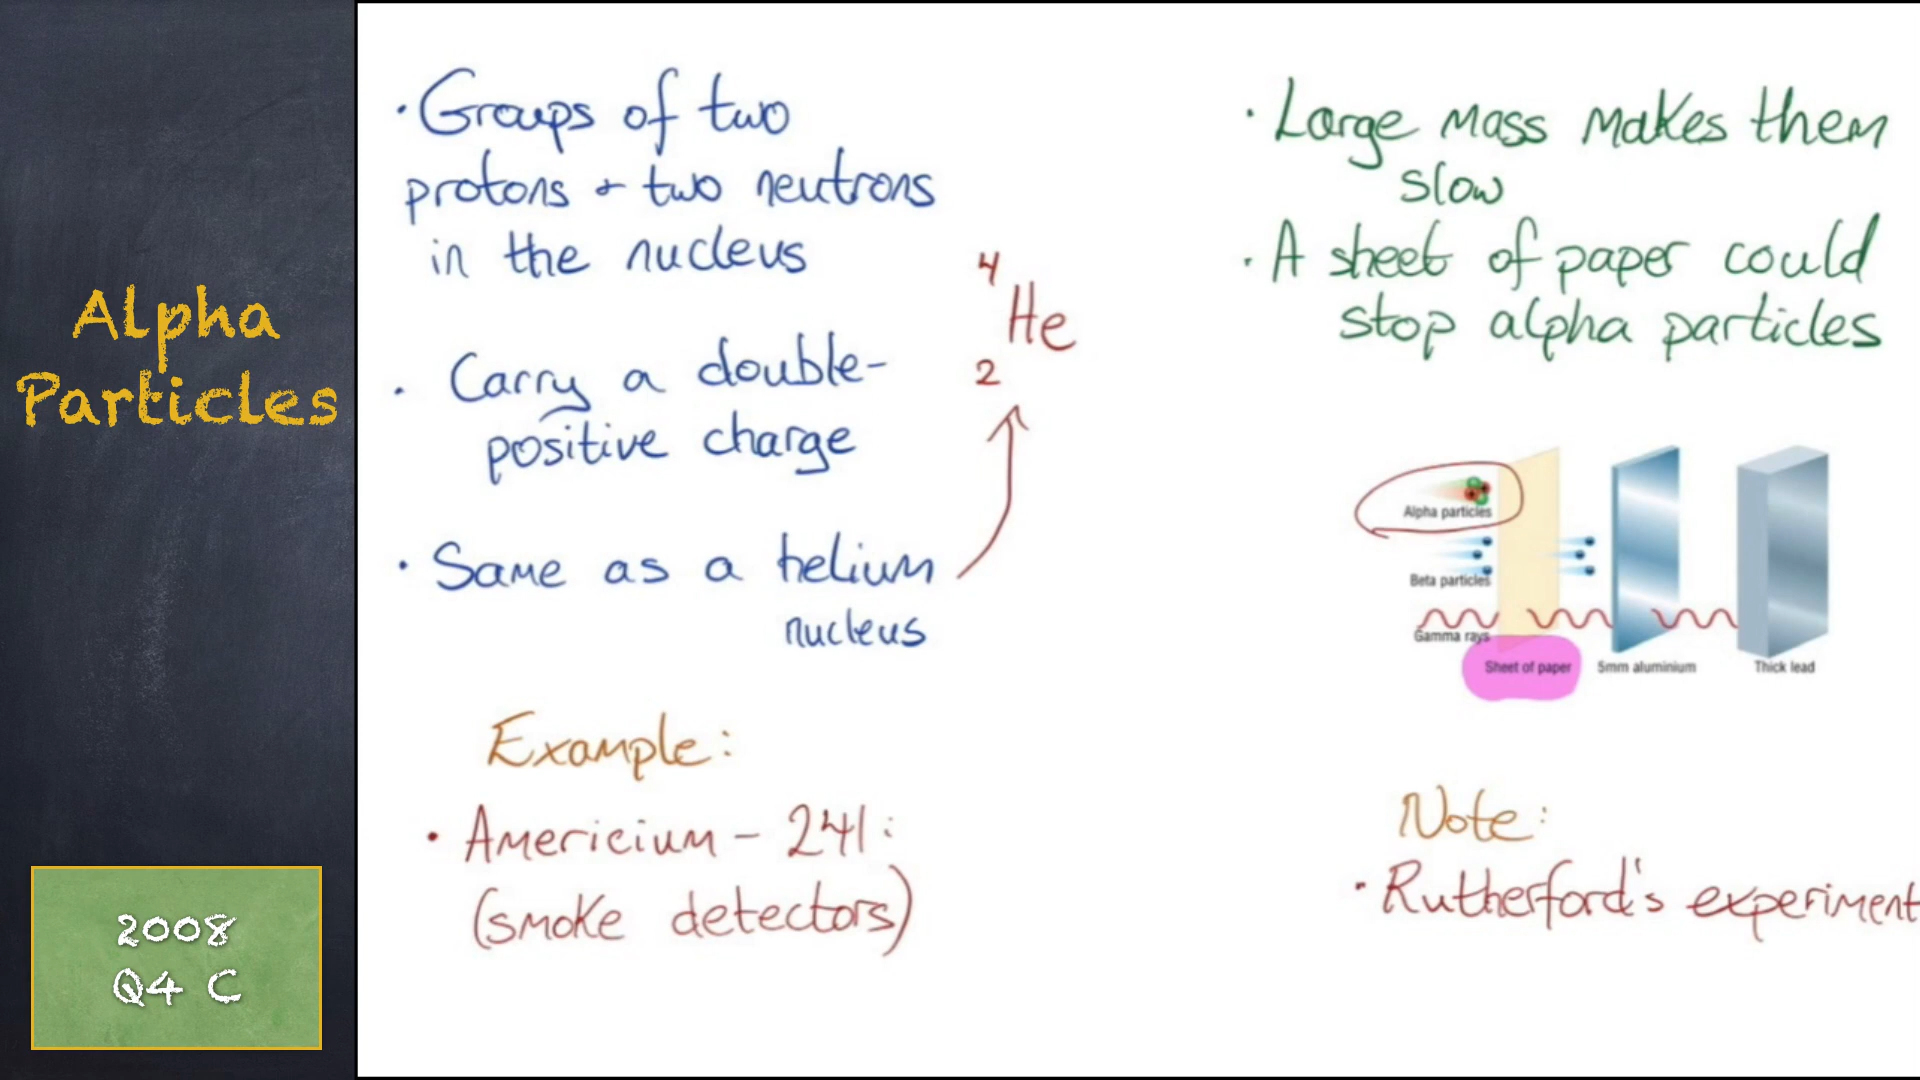 Alpha
Particles
2008
Q4 C
· Groups of two
protons + two neutrons
in the nucleus
· Carry a double-
positive charge
· Same as a helium
nucleus
4
He
2
Example:
· Americium - 241:
(smoke detectors)
· Large mass makes them
slow
· A sheet of paper could
stop alpha particles
Alpha particles
Beta particles
Gamma rays
Sheet of paper
5mm aluminium
Thick lead
Note:
· Rutherford's experiment